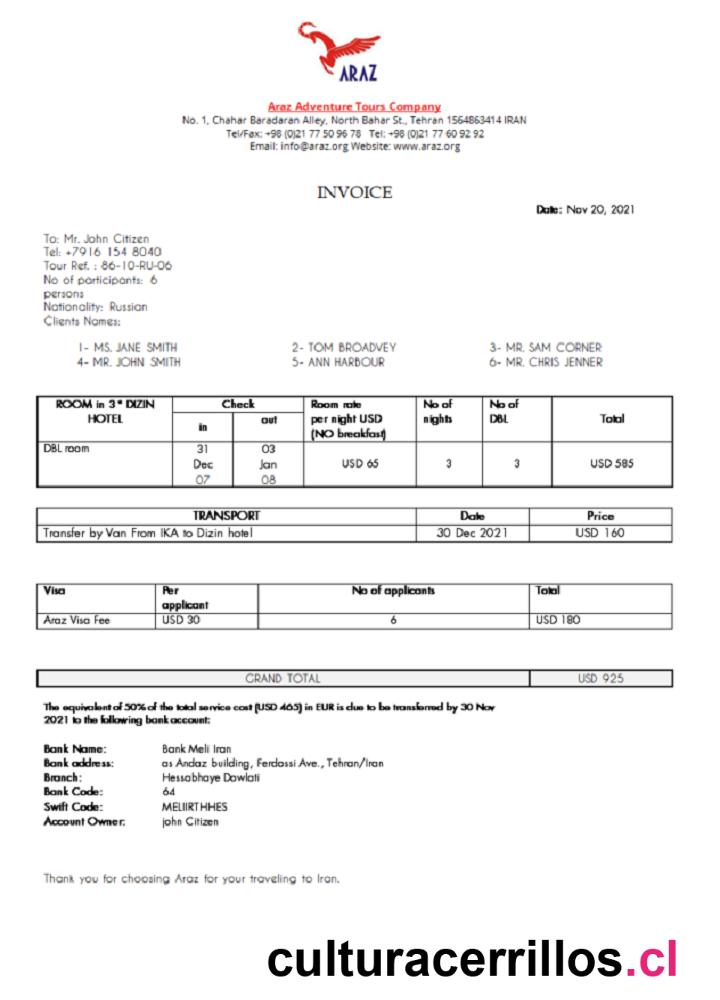 ARAZ
Araz Adventure Tours Company
No. 1, Chahar Baradaran Alley, North Bahar St., Tehran 1564863414 IRAN
Tel/Fax: +98 (0)21 77 50 96 78 Tel: +98 (0)21 77 60 92 92
Email: info@araz.org Website: www.araz.org
INVOICE
Date: Nov 20, 2021
To: Mr. John Citizen
Tel: +7916 154 8040
Tour Ref. : 86-10-RU-06
No of participants: 6
persons
Nationality: Russian
Clients Names:
1- MS. JANE SMITH 2- TOM BROADVEY 3- MR. SAM CORNER
4- MR. JOHN SMITH 5- ANN HARBOUR 6- MR. CHRIS JENNER
ROOM in 3* DIZIN HOTEL Check in out Room rate per night USD (NO breakfast) No of nights No of DBL Total
DBL room 31 Dec 07 03 Jan 08 USD 65 3 3 USD 585
TRANSPORT Date Price
Transfer by Van From IKA to Dizin hotel 30 Dec 2021 USD 160
Visa Per applicant No of applicants Total
Araz Visa Fee USD 30 6 USD 180
GRAND TOTAL USD 925
The equivalent of 50% of the total service cost (USD 465) in EUR is due to be transferred by 30 Nov
2021 to the following bank account:
Bank Name: Bank Meli Iran
Bank address: as Andaz building, Ferdossi Ave., Tehran/Iran
Branch: Hessabhaye Dowlati
Bank Code: 64
Swift Code: MELIIRTHHES
Account Owner: john Citizen
Thank you for choosing Araz for your traveling to Iran.
culturacerrillos.cl